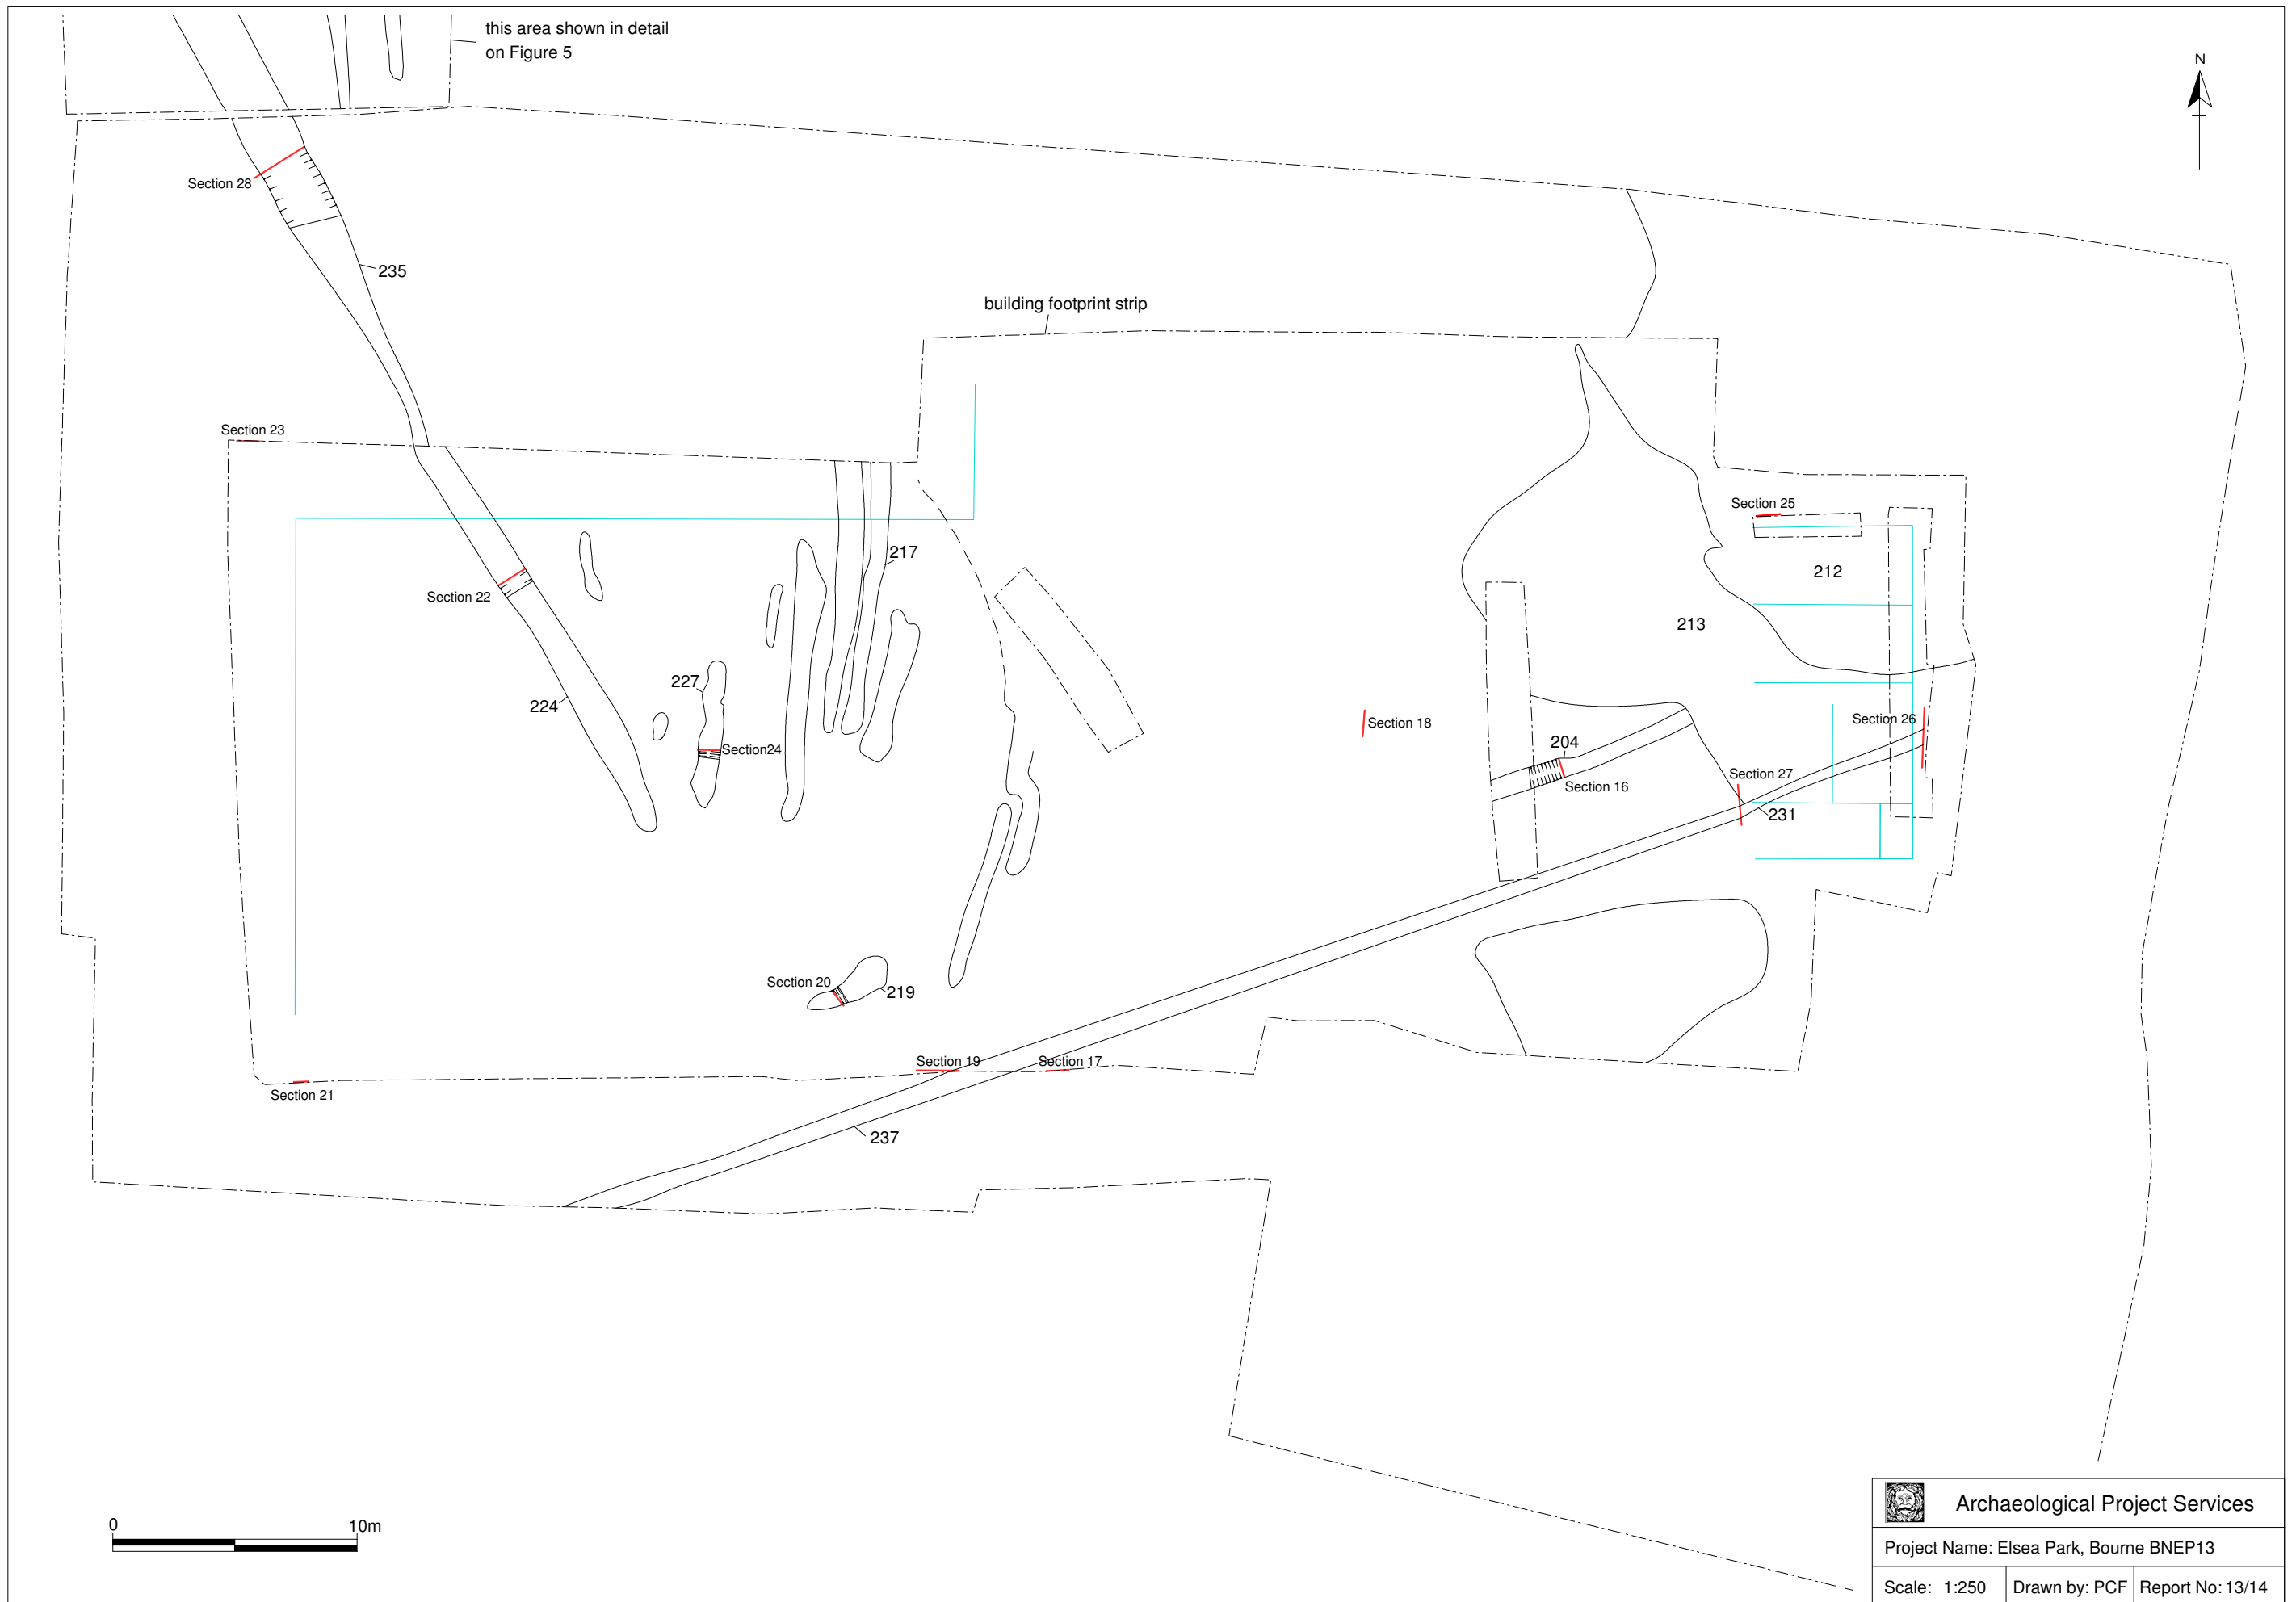 this area shown in detail
on Figure 5
N
Section 28
235
building footprint strip
Section 23
Section 25
217
212
Section 22
213
227
224
Section 18
Section 26
Section24
204
Section 27
Section 16
231
Section 20
219
Section 19
Section 17
Section 21
237
0
10m
Archaeological Project Services
Project Name: Elsea Park, Bourne BNEP13
Scale: 1:250
Drawn by: PCF
Report No: 13/14